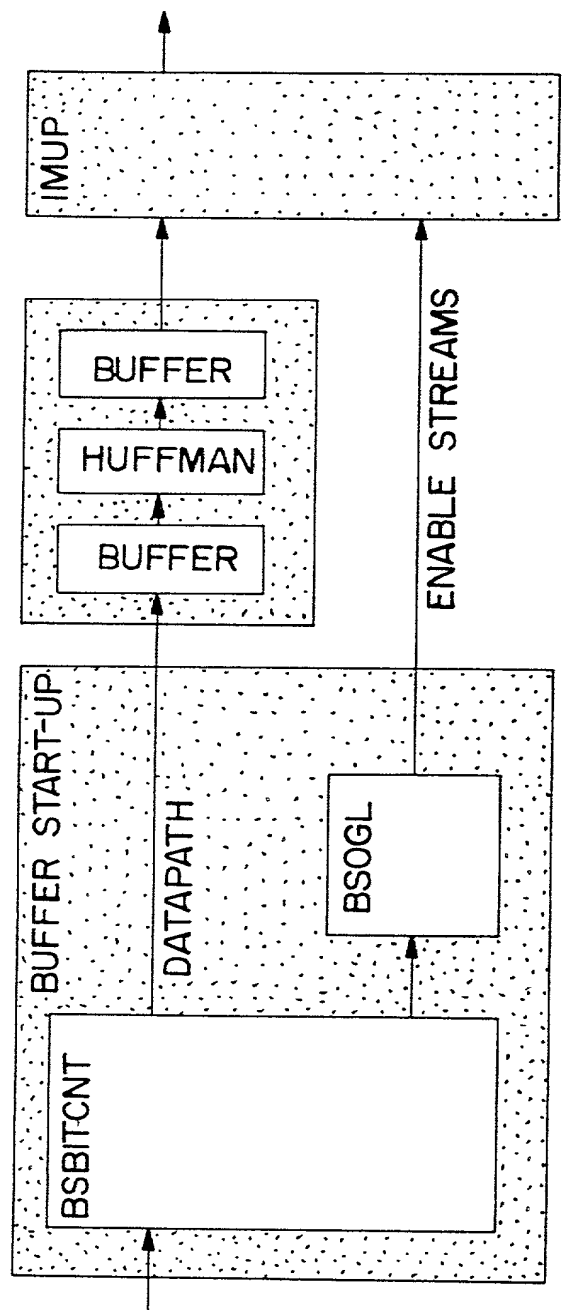 IMUP
BUFFER
HUFFMAN
BUFFER
ENABLE STREAMS
BUFFER START-UP
DATAPATH
BSOGL
BSBITCNT